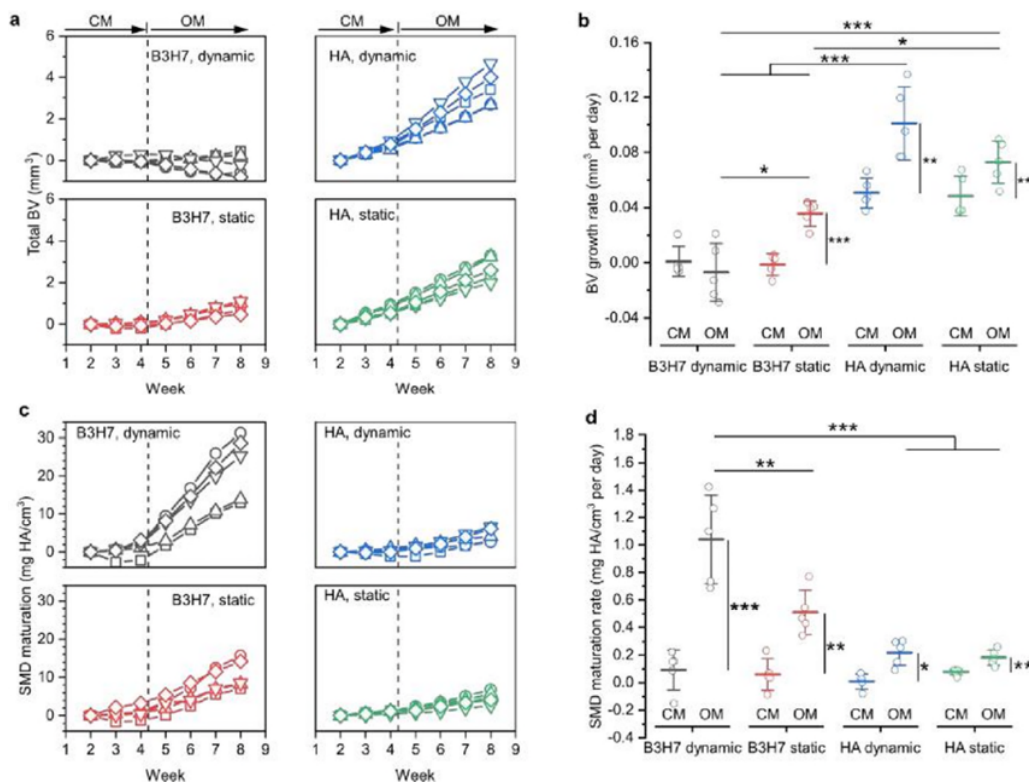 a
CM
OM
CM
OM
6
B3H7, dynamic
HA, dynamic
4
2
0
6
B3H7, static
HA, static
4
2
0
Total BV (mm³)
1 2 3 4 5 6 7 8 9
1 2 3 4 5 6 7 8 9
Week
Week
b
***
*
***
0.16
0.12
0.08
0.04
0.00
-0.04
BV growth rate (mm³ per day)
*
***
**
**
CM OM CM OM CM OM CM OM
B3H7 dynamic B3H7 static HA dynamic HA static
c
B3H7, dynamic
HA, dynamic
30
20
10
0
B3H7, static
HA, static
30
20
10
0
SMD maturation (mg HA/cm³)
1 2 3 4 5 6 7 8 9
1 2 3 4 5 6 7 8 9
Week
Week
d
***
**
1.8
1.6
1.4
1.2
1.0
0.8
0.6
0.4
0.2
0.0
-0.4
SMD maturation rate (mg HA/cm³ per day)
***
**
*
**
CM OM CM OM CM OM CM OM
B3H7 dynamic B3H7 static HA dynamic HA static